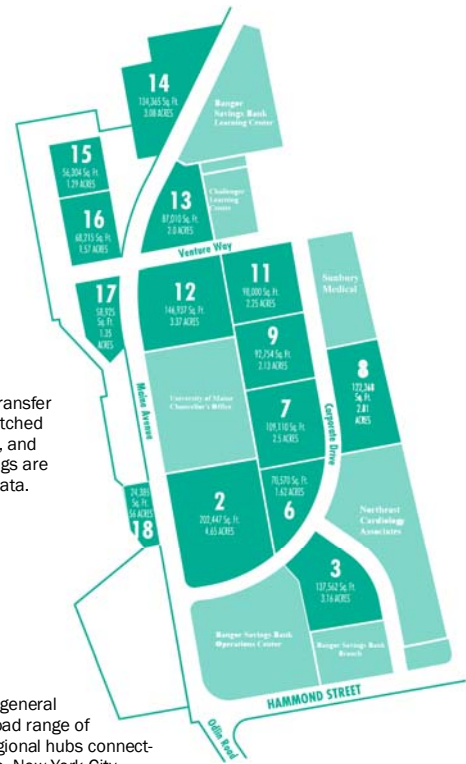 14
134,365 Sq. Ft.
3.08 ACRES
Bangor
Savings Bank
Learning Center
15
56,304 Sq. Ft.
1.29 ACRES
16
68,215 Sq. Ft.
1.57 ACRES
13
87,010 Sq. Ft.
2.0 ACRES
Challenger
Learning
Center
Venture Way
17
58,925
Sq. Ft.
1.35
ACRES
12
146,937 Sq. Ft.
3.37 ACRES
11
98,000 Sq. Ft.
2.25 ACRES
Sunbury
Medical
9
92,754 Sq. Ft.
2.13 ACRES
8
122,368
Sq. Ft.
2.81
ACRES
Maine Avenue
University of Maine
Chancellor's Office
7
109,110 Sq. Ft.
2.5 ACRES
Corporate Drive
ransfer
tched
, and
gs are
ata.
24,385
Sq. Ft.
.56 ACRES
18
2
202,447 Sq. Ft.
4.65 ACRES
70,570 Sq. Ft.
1.62 ACRES
6
Northeast
Cardiology
Associates
3
137,562 Sq. Ft.
3.16 ACRES
Bangor Savings Bank
Operations Center
Bangor Savings Bank
Branch
HAMMOND STREET
Odlin Road
general
oad range of
gional hubs connect-
New York City